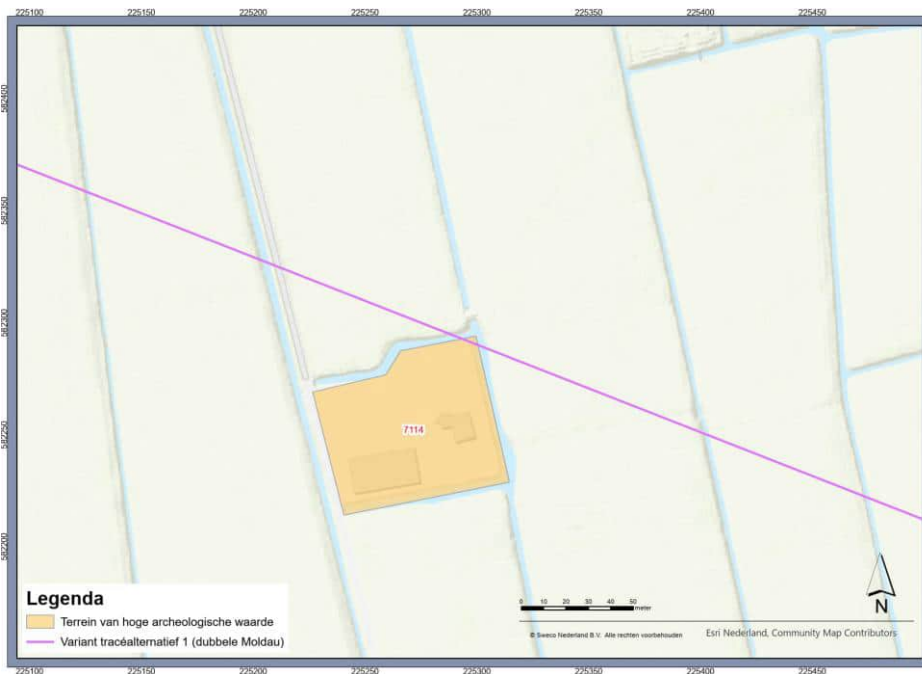 225100 225150 225200 225250 225300 225350 225400 225450
582400
582350
582300
582250
582200
7114
Legenda
Terrein van hoge archeologische waarde
Variant tracéalternatief 1 (dubbele Moldau)
0 10 20 30 40 50
meter
N
© Sweco Nederland B.V. Alle rechten voorbehouden
Esri Nederland, Community Map Contributors
225100 225150 225200 225250 225300 225350 225400 225450